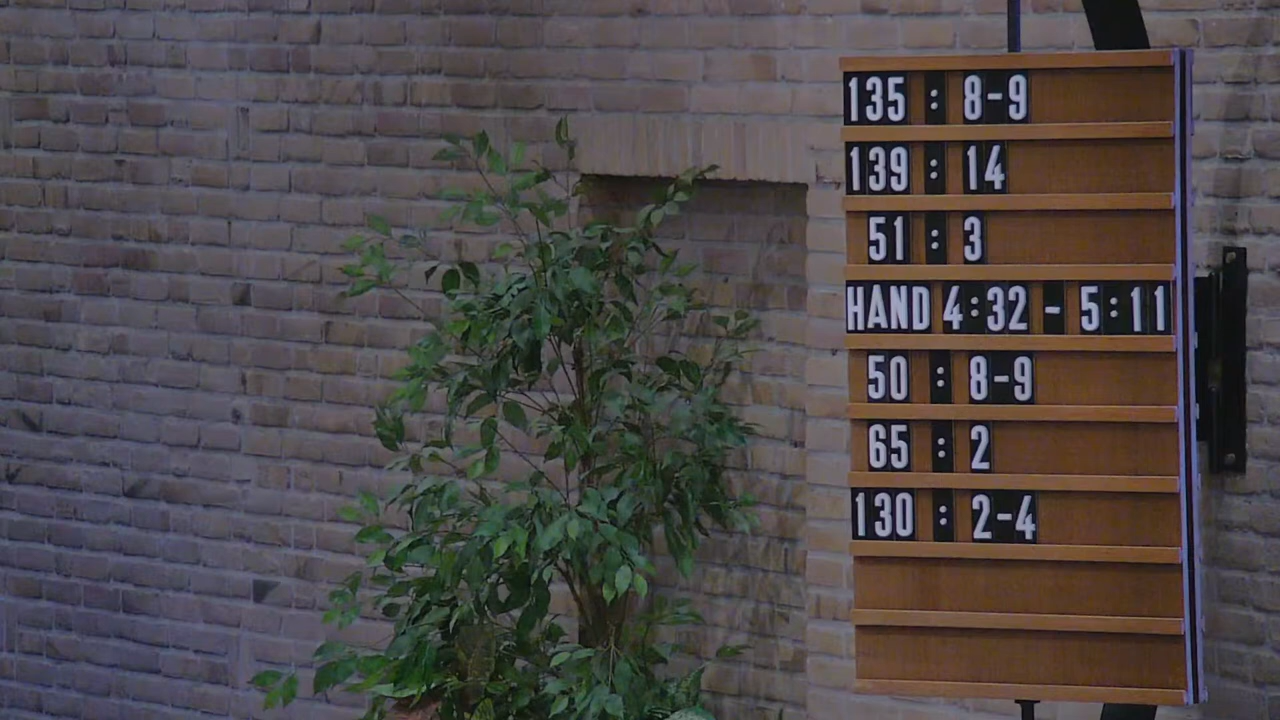 135 : 8-9
139 : 14
51 : 3
HAND 4:32 - 5:11
50 : 8-9
65 : 2
130 : 2-4